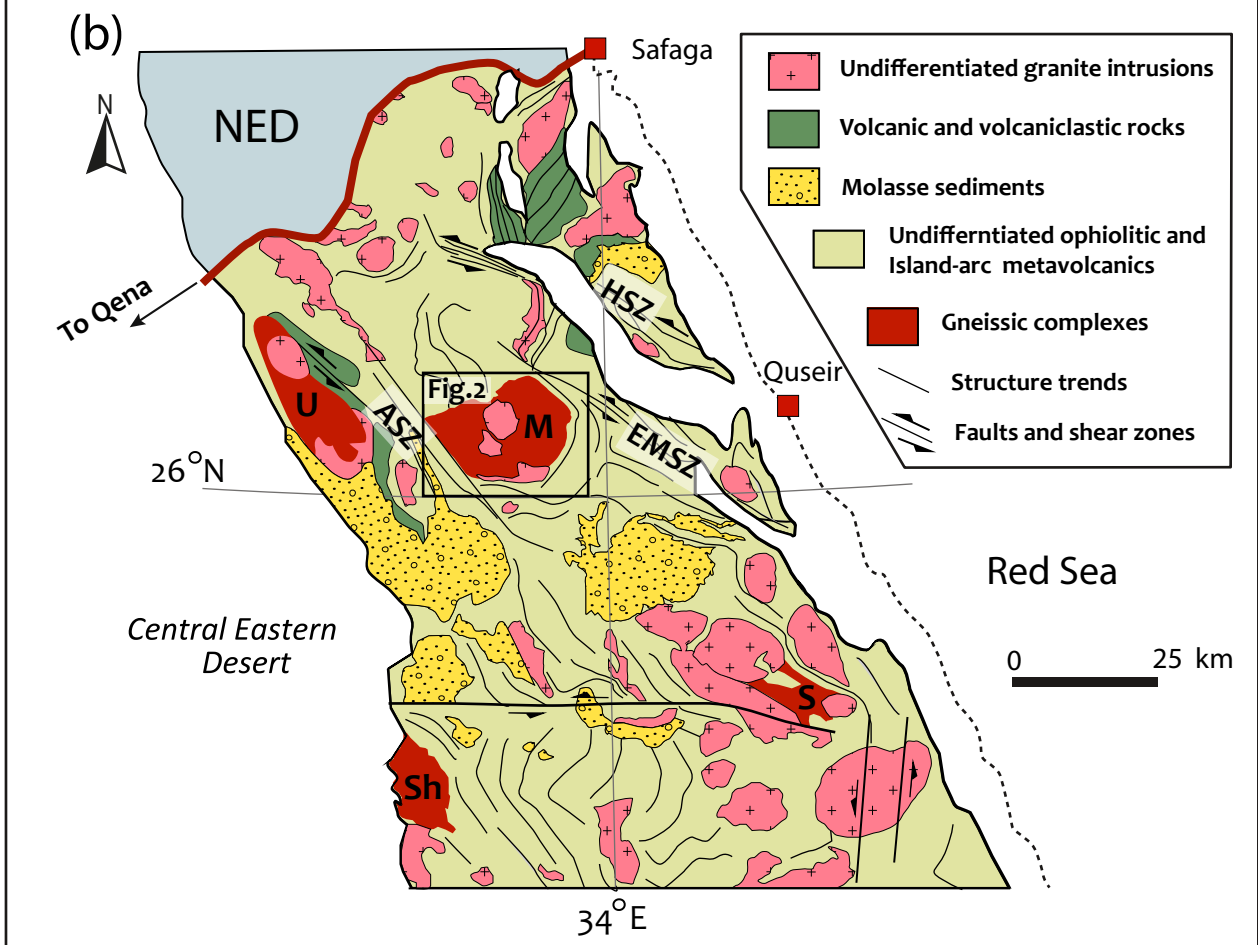 (b)
Safaga
N
NED
To Qena
HSZ
Quseir
Fig.2
U
ASZ
M
EMSZ
26°N
Red Sea
Central Eastern
Desert
0 25 km
S
Sh
34°E
Undifferentiated granite intrusions
Volcanic and volcaniclastic rocks
Molasse sediments
Undifferntiated ophiolitic and
Island-arc metavolcanics
Gneissic complexes
Structure trends
Faults and shear zones